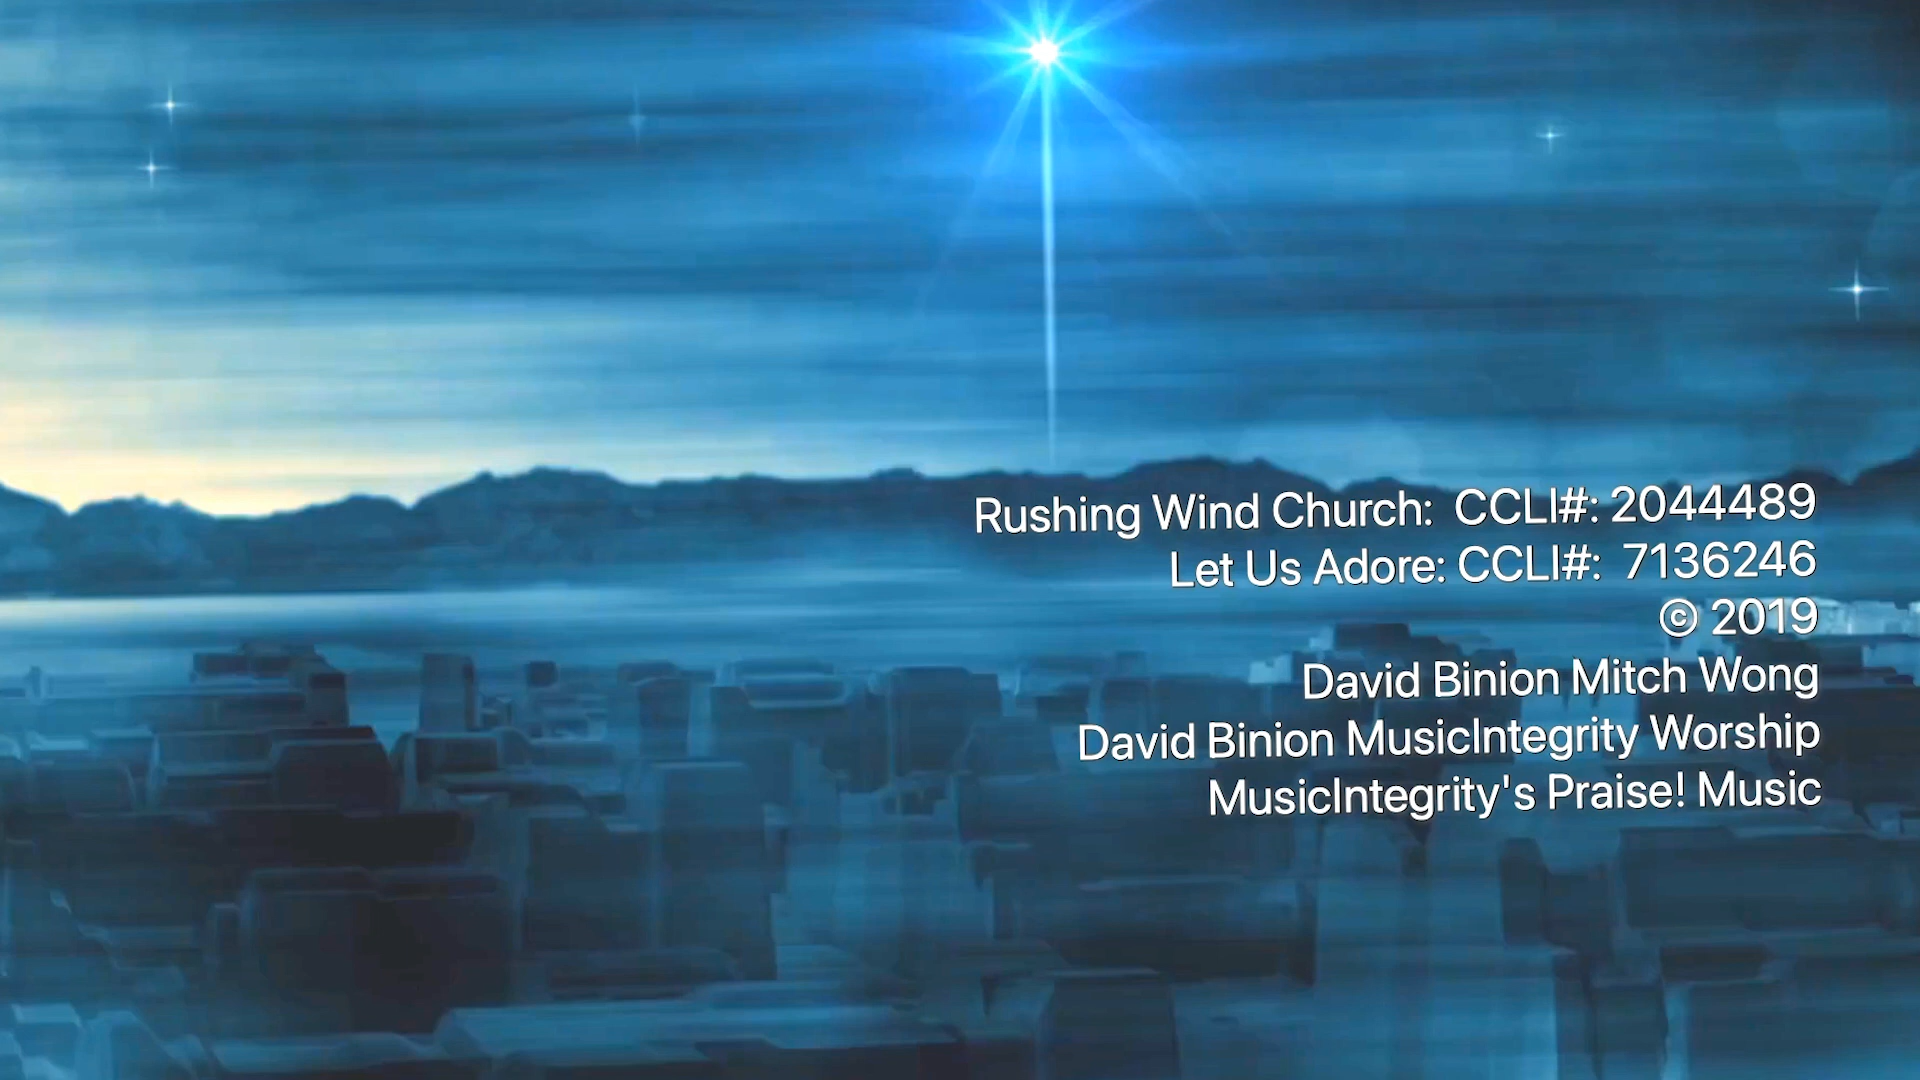 Rushing Wind Church:  CCLI#: 2044489
Let Us Adore: CCLI#:  7136246
© 2019
David Binion Mitch Wong
David Binion MusicIntegrity Worship
MusicIntegrity's Praise! Music